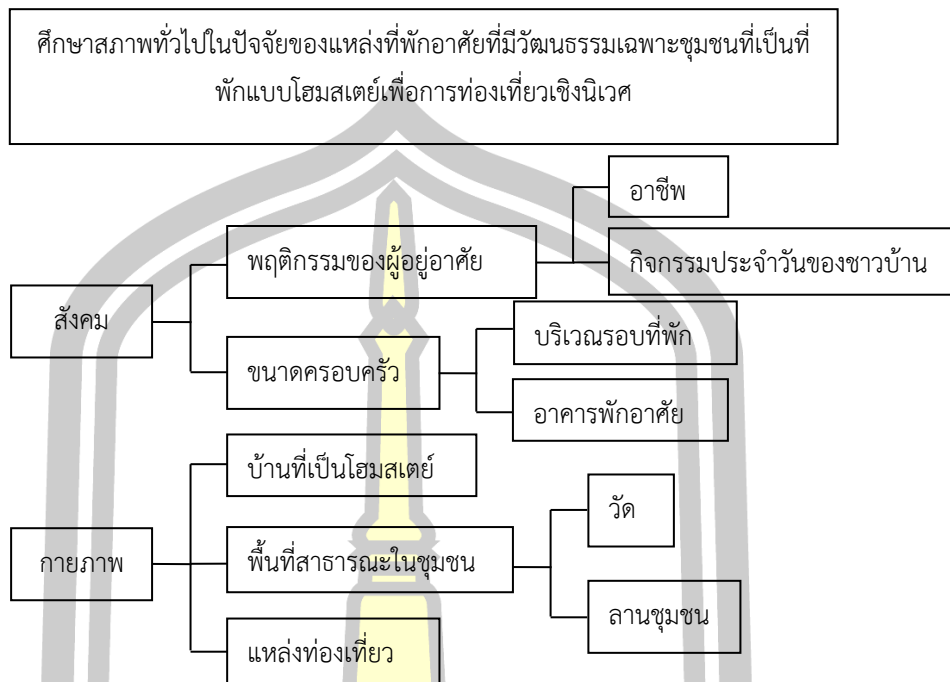 ศึกษาสภาพทั่วไปในปัจจัยของแหล่งที่พักอาศัยที่มีวัฒนธรรมเฉพาะชุมชนที่เป็นที่
พักแบบโฮมสเตย์เพื่อการท่องเที่ยวเชิงนิเวศ
อาชีพ
พฤติกรรมของผู้อยู่อาศัย
กิจกรรมประจำวันของชาวบ้าน
สังคม
บริเวณรอบที่พัก
ขนาดครอบครัว
อาคารพักอาศัย
บ้านที่เป็นโฮมสเตย์
วัด
กายภาพ
พื้นที่สาธารณะในชุมชน
ลานชุมชน
แหล่งท่องเที่ยว